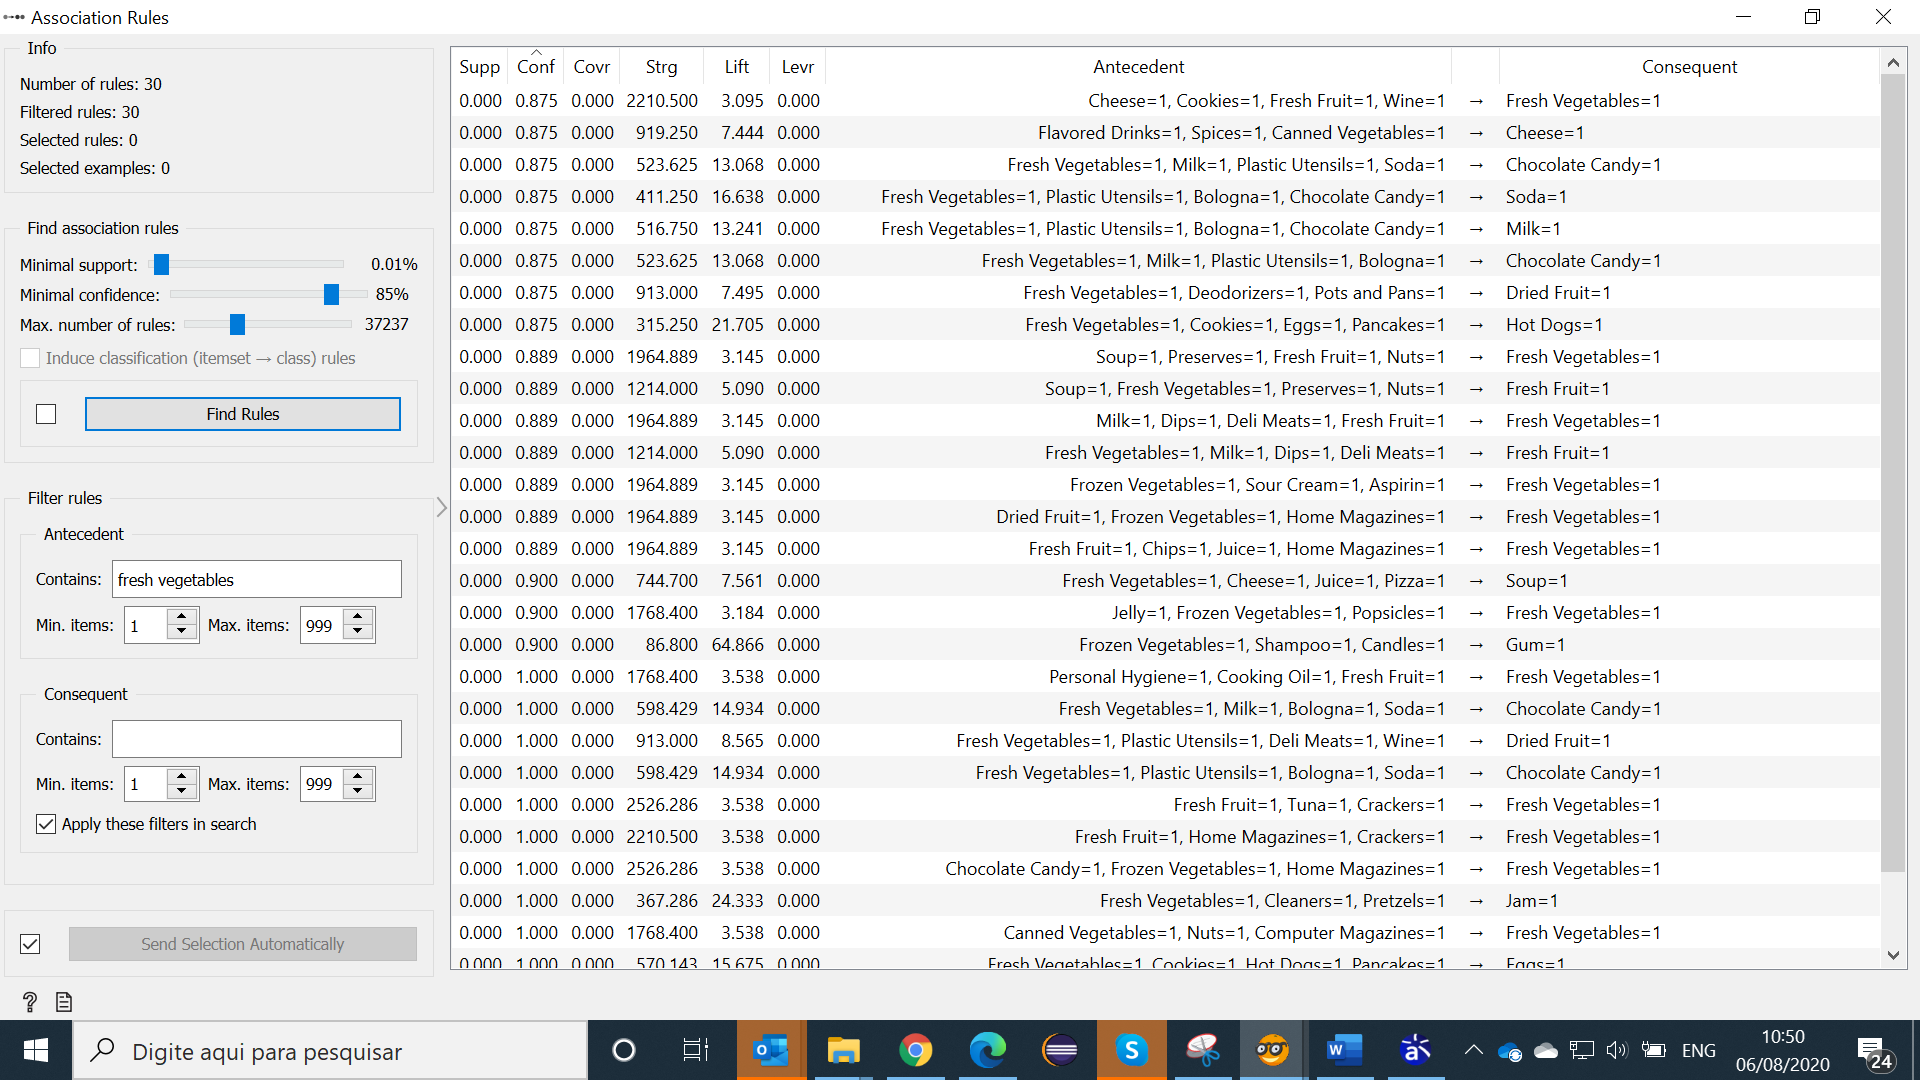 Association Rules
Info
Number of rules: 30
Filtered rules: 30
Selected rules: 0
Selected examples: 0
Find association rules
Minimal support: 0.01%
Minimal confidence: 85%
Max. number of rules: 37237
Induce classification (itemset → class) rules
Find Rules
Filter rules
Antecedent
Contains: fresh vegetables
Min. items: 1 Max. items: 999
Consequent
Contains:
Min. items: 1 Max. items: 999
Apply these filters in search
Send Selection Automatically
Supp Conf Covr Strg Lift Levr Antecedent Consequent
0.000 0.875 0.000 2210.500 3.095 0.000 Cheese=1, Cookies=1, Fresh Fruit=1, Wine=1 → Fresh Vegetables=1
0.000 0.875 0.000 919.250 7.444 0.000 Flavored Drinks=1, Spices=1, Canned Vegetables=1 → Cheese=1
0.000 0.875 0.000 523.625 13.068 0.000 Fresh Vegetables=1, Milk=1, Plastic Utensils=1, Soda=1 → Chocolate Candy=1
0.000 0.875 0.000 411.250 16.638 0.000 Fresh Vegetables=1, Plastic Utensils=1, Bologna=1, Chocolate Candy=1 → Soda=1
0.000 0.875 0.000 516.750 13.241 0.000 Fresh Vegetables=1, Plastic Utensils=1, Bologna=1, Chocolate Candy=1 → Milk=1
0.000 0.875 0.000 523.625 13.068 0.000 Fresh Vegetables=1, Milk=1, Plastic Utensils=1, Bologna=1 → Chocolate Candy=1
0.000 0.875 0.000 913.000 7.495 0.000 Fresh Vegetables=1, Deodorizers=1, Pots and Pans=1 → Dried Fruit=1
0.000 0.875 0.000 315.250 21.705 0.000 Fresh Vegetables=1, Cookies=1, Eggs=1, Pancakes=1 → Hot Dogs=1
0.000 0.889 0.000 1964.889 3.145 0.000 Soup=1, Preserves=1, Fresh Fruit=1, Nuts=1 → Fresh Vegetables=1
0.000 0.889 0.000 1214.000 5.090 0.000 Soup=1, Fresh Vegetables=1, Preserves=1, Nuts=1 → Fresh Fruit=1
0.000 0.889 0.000 1964.889 3.145 0.000 Milk=1, Dips=1, Deli Meats=1, Fresh Fruit=1 → Fresh Vegetables=1
0.000 0.889 0.000 1214.000 5.090 0.000 Fresh Vegetables=1, Milk=1, Dips=1, Deli Meats=1 → Fresh Fruit=1
0.000 0.889 0.000 1964.889 3.145 0.000 Frozen Vegetables=1, Sour Cream=1, Aspirin=1 → Fresh Vegetables=1
0.000 0.889 0.000 1964.889 3.145 0.000 Dried Fruit=1, Frozen Vegetables=1, Home Magazines=1 → Fresh Vegetables=1
0.000 0.889 0.000 1964.889 3.145 0.000 Fresh Fruit=1, Chips=1, Juice=1, Home Magazines=1 → Fresh Vegetables=1
0.000 0.900 0.000 744.700 7.561 0.000 Fresh Vegetables=1, Cheese=1, Juice=1, Pizza=1 → Soup=1
0.000 0.900 0.000 1768.400 3.184 0.000 Jelly=1, Frozen Vegetables=1, Popsicles=1 → Fresh Vegetables=1
0.000 0.900 0.000 86.800 64.866 0.000 Frozen Vegetables=1, Shampoo=1, Candles=1 → Gum=1
0.000 1.000 0.000 1768.400 3.538 0.000 Personal Hygiene=1, Cooking Oil=1, Fresh Fruit=1 → Fresh Vegetables=1
0.000 1.000 0.000 598.429 14.934 0.000 Fresh Vegetables=1, Milk=1, Bologna=1, Soda=1 → Chocolate Candy=1
0.000 1.000 0.000 913.000 8.565 0.000 Fresh Vegetables=1, Plastic Utensils=1, Deli Meats=1, Wine=1 → Dried Fruit=1
0.000 1.000 0.000 598.429 14.934 0.000 Fresh Vegetables=1, Plastic Utensils=1, Bologna=1, Soda=1 → Chocolate Candy=1
0.000 1.000 0.000 2526.286 3.538 0.000 Fresh Fruit=1, Tuna=1, Crackers=1 → Fresh Vegetables=1
0.000 1.000 0.000 2210.500 3.538 0.000 Fresh Fruit=1, Home Magazines=1, Crackers=1 → Fresh Vegetables=1
0.000 1.000 0.000 2526.286 3.538 0.000 Chocolate Candy=1, Frozen Vegetables=1, Home Magazines=1 → Fresh Vegetables=1
0.000 1.000 0.000 367.286 24.333 0.000 Fresh Vegetables=1, Cleaners=1, Pretzels=1 → Jam=1
0.000 1.000 0.000 1768.400 3.538 0.000 Canned Vegetables=1, Nuts=1, Computer Magazines=1 → Fresh Vegetables=1
0.000 1.000 0.000 570.143 15.675 0.000 Fresh Vegetables=1, Cookies=1, Hot Dogs=1, Pancakes=1 → Eggs=1
Digite aqui para pesquisar
ENG
10:50
06/08/2020
24